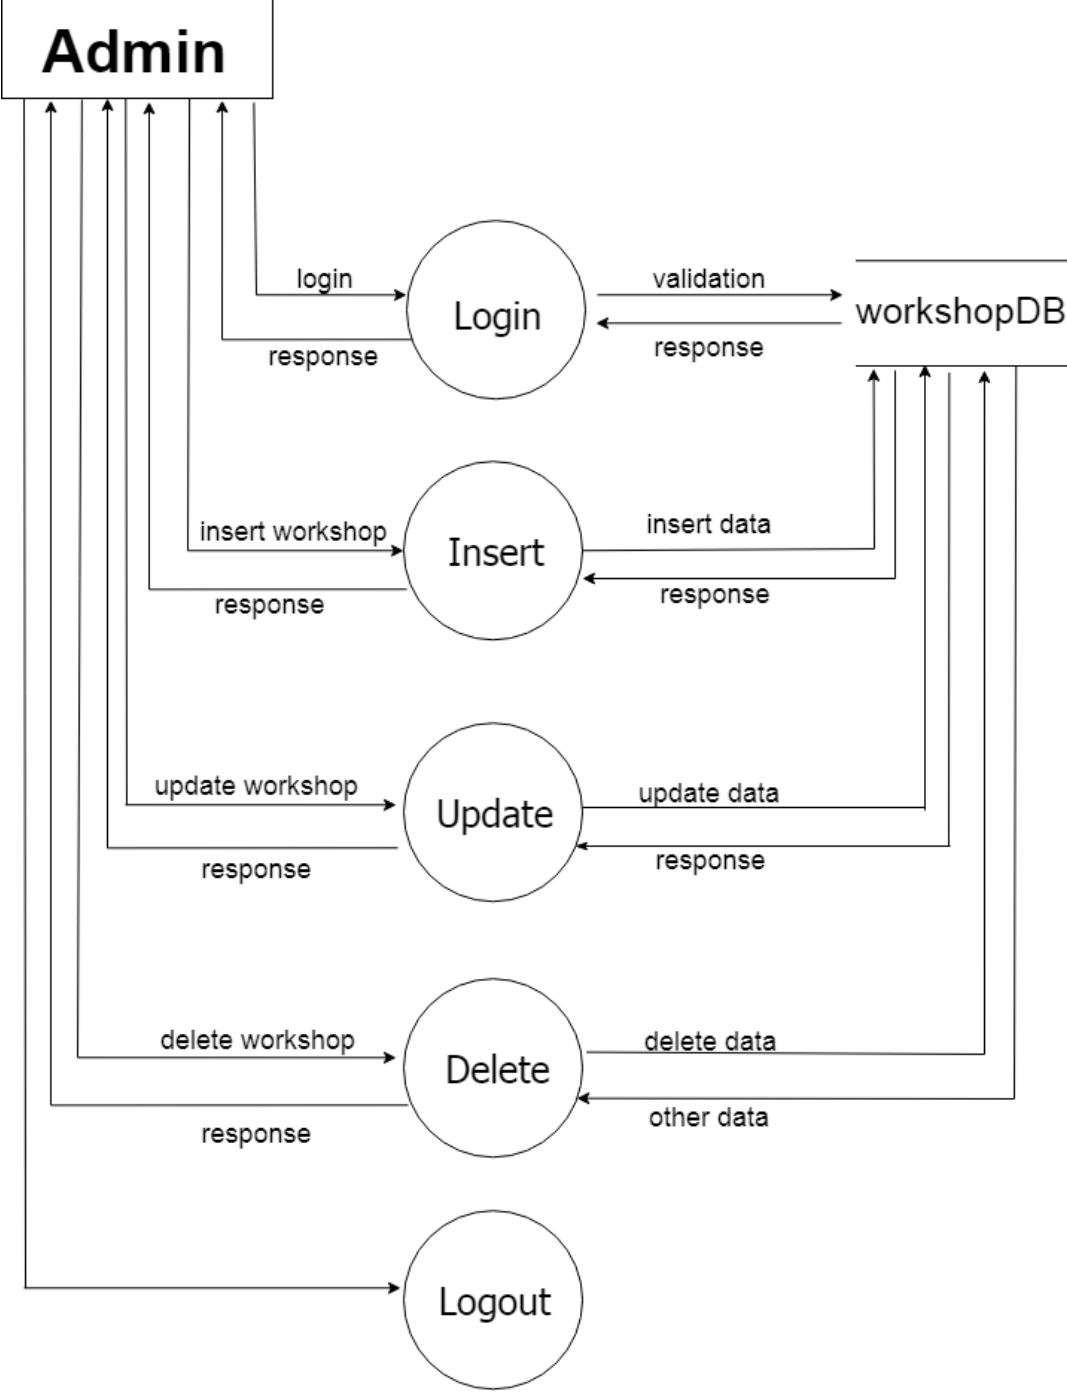 Admin
login
validation
Login
workshopDB
response
response
insert workshop
insert data
Insert
response
response
update workshop
update data
Update
response
response
delete workshop
delete data
Delete
other data
response
Logout